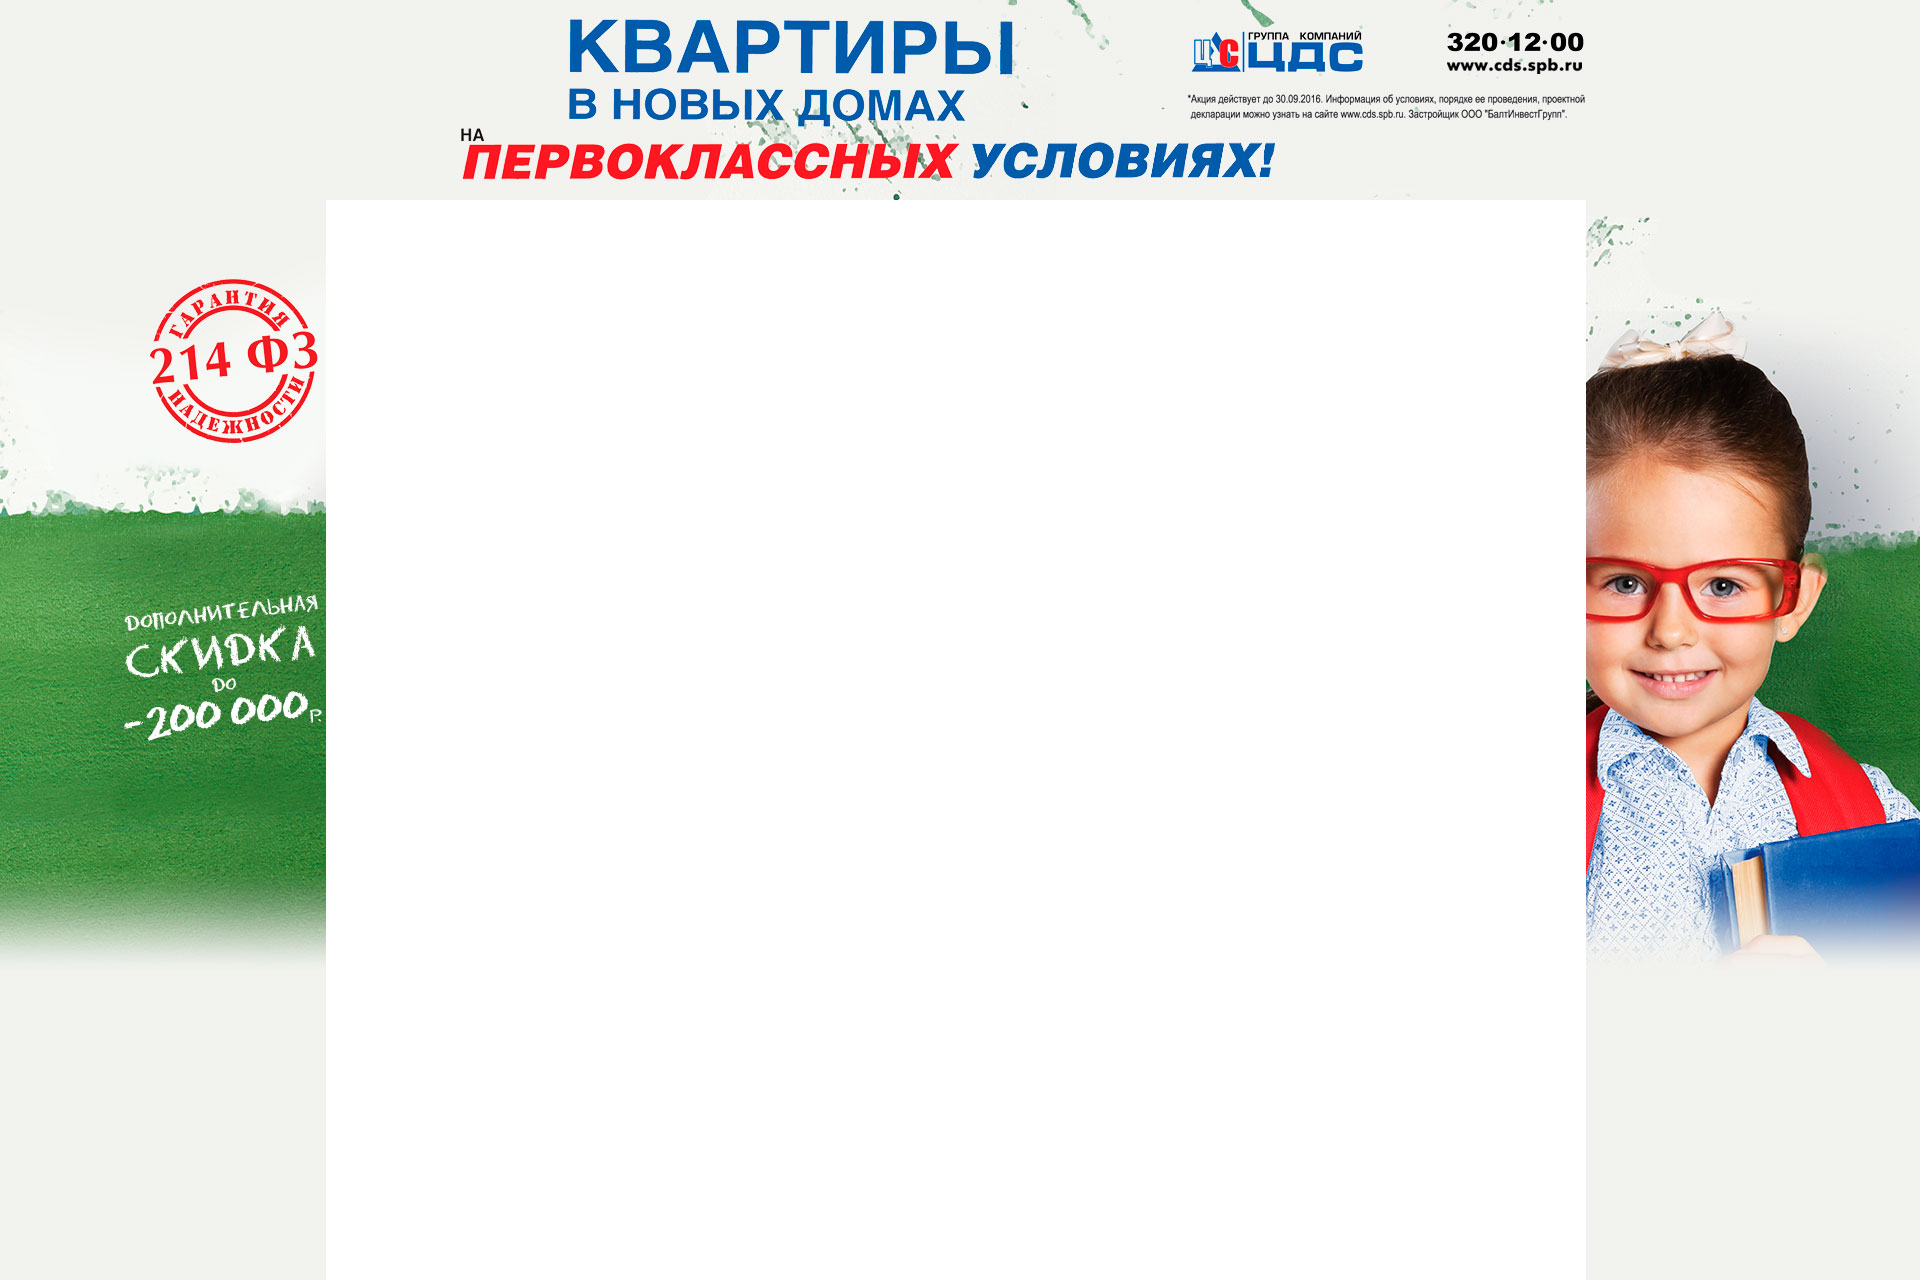 КВАРТИРЫ
В НОВЫХ ДОМАХ
НА
ПЕРВОКЛАССНЫХ УСЛОВИЯХ!
ЦДС
ГРУППА КОМПАНИЙ
ЦДС
320·12·00
www.cds.spb.ru
*Акция действует до 30.09.2016. Информация об условиях, порядке ее проведения, проектной
декларации можно узнать на сайте www.cds.spb.ru. Застройщик ООО "БалтИнвестГрупп".
ГАРАНТИЯ
214 ФЗ
НАДЕЖНОСТИ
ДОПОЛНИТЕЛЬНАЯ
СКИДКА
ДО
-200 000 Р.